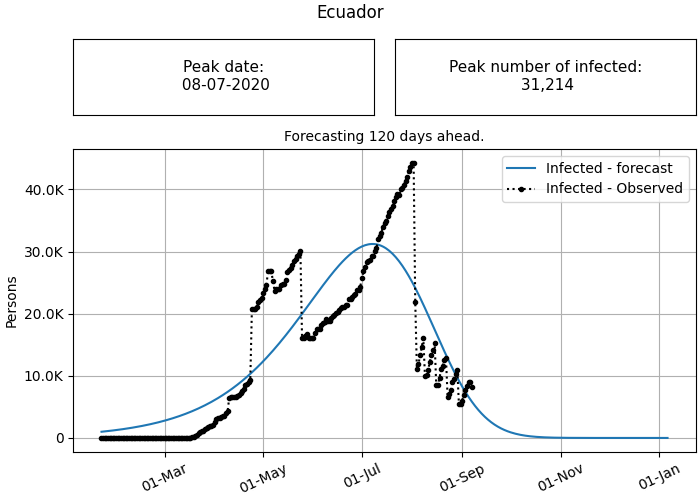 Ecuador
Peak date:
08-07-2020
Peak number of infected:
31,214
Forecasting 120 days ahead.
Infected - forecast
Infected - Observed
40.0K
30.0K
20.0K
10.0K
0
Persons
01-Mar
01-May
01-Jul
01-Sep
01-Nov
01-Jan